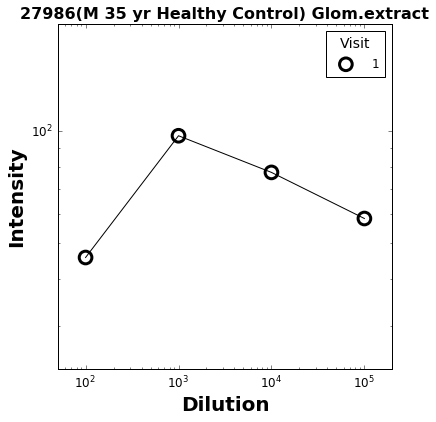 27986(M 35 yr Healthy Control) Glom.extract
Visit
1
10²
Intensity
10² 10³ 10⁴ 10⁵
Dilution